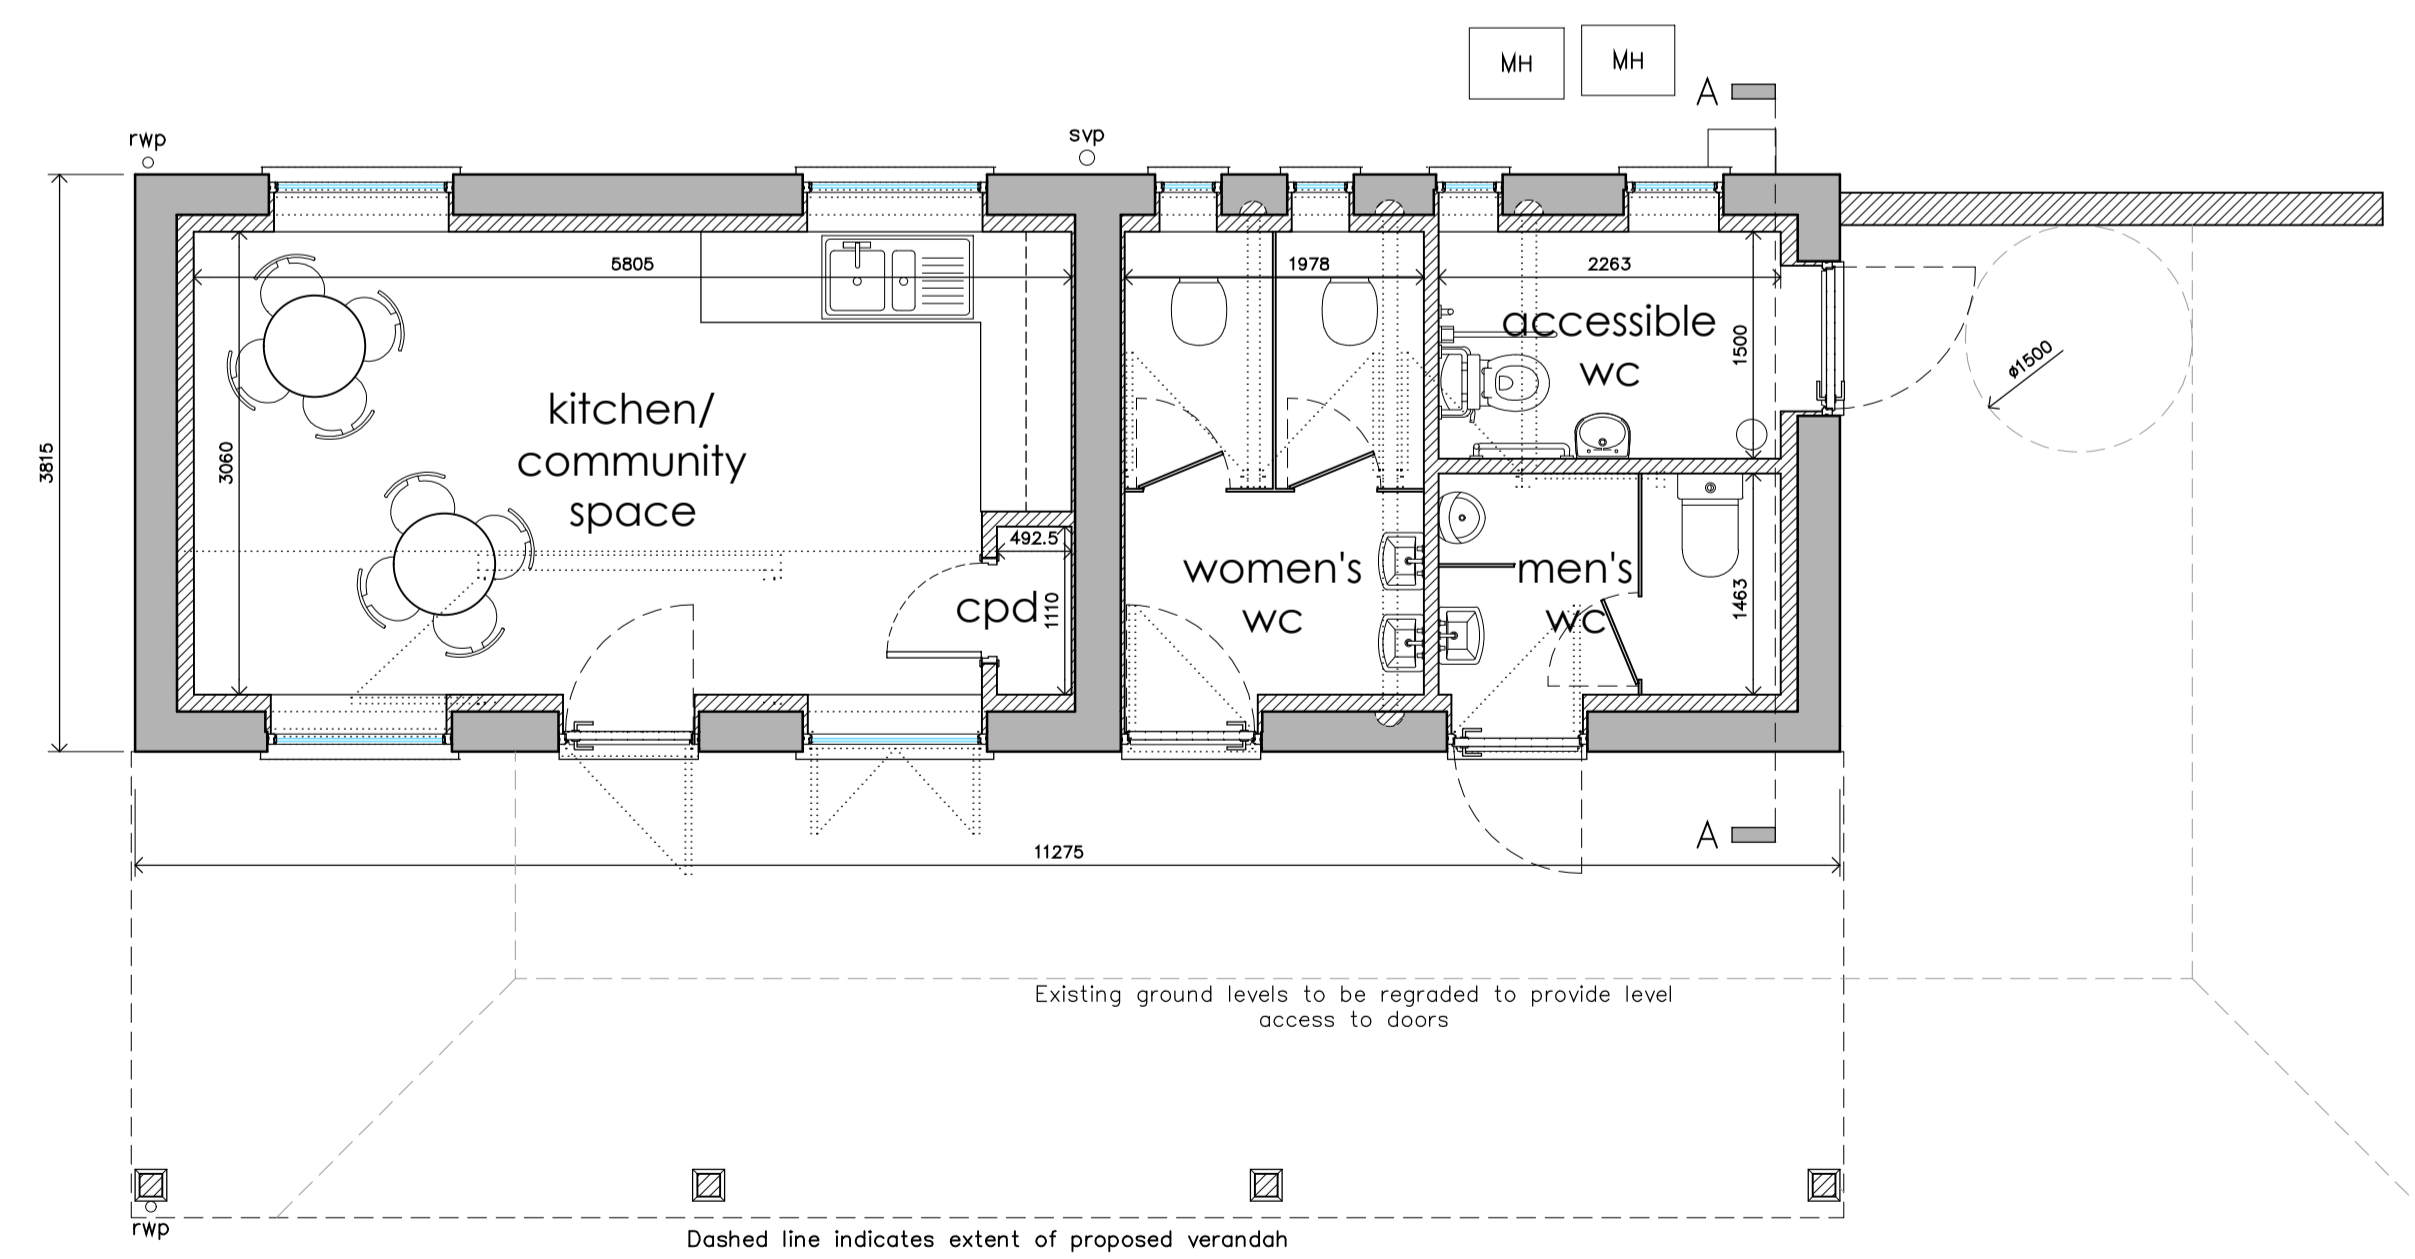 MH
MH
A
rwp
svp
5805
1978
2263
accessible
wc
1500
ø1500
kitchen/
community
space
3815
3060
492.5
cpd
1110
women's
wc
men's
wc
1463
A
11275
Existing ground levels to be regraded to provide level
access to doors
rwp
Dashed line indicates extent of proposed verandah